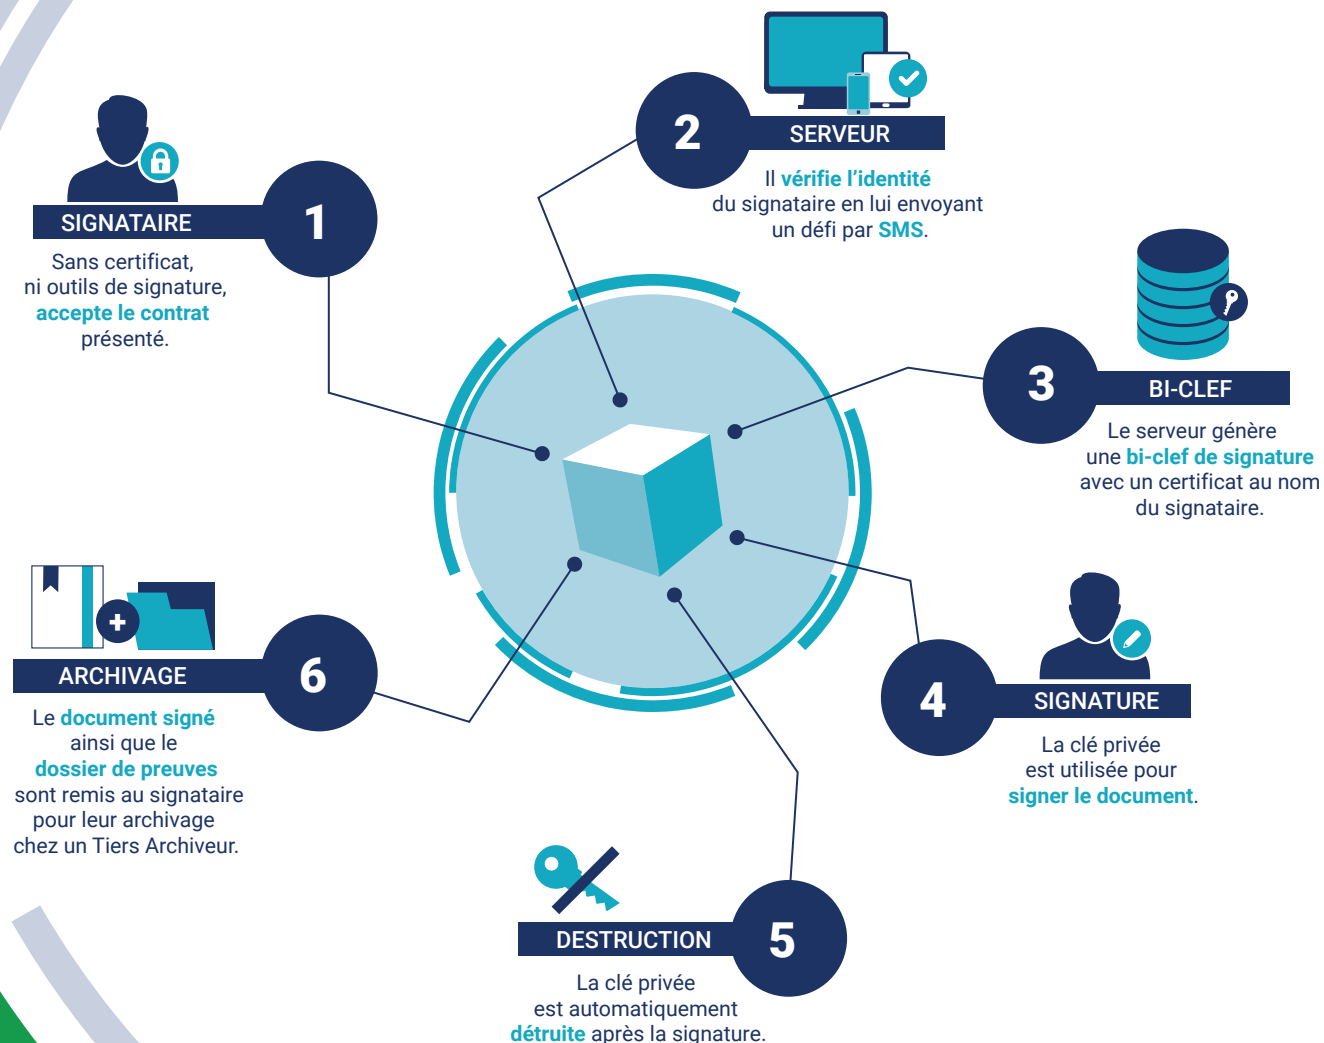 1
SIGNATAIRE
Sans certificat,
ni outils de signature,
accepte le contrat
présenté.
2
SERVEUR
Il vérifie l'identité
du signataire en lui envoyant
un défi par SMS.
3
BI-CLEF
Le serveur génère
une bi-clef de signature
avec un certificat au nom
du signataire.
4
SIGNATURE
La clé privée
est utilisée pour
signer le document.
5
DESTRUCTION
La clé privée
est automatiquement
détruite après la signature.
6
ARCHIVAGE
Le document signé
ainsi que le
dossier de preuves
sont remis au signataire
pour leur archivage
chez un Tiers Archiveur.